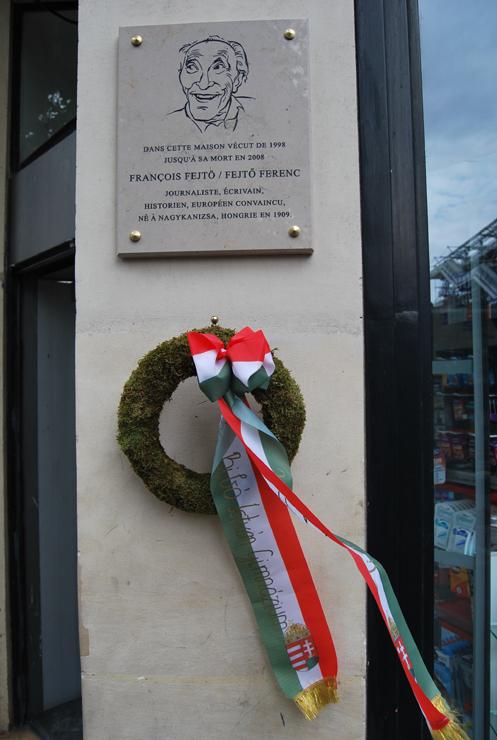 DANS CETTE MAISON VÉCUT DE 1998
JUSQU'À SA MORT EN 2008
FRANÇOIS FEJTÖ / FEJTŐ FERENC
JOURNALISTE, ÉCRIVAIN,
HISTORIEN, EUROPÉEN CONVAINCU,
NÉ À NAGYKANIZSA, HONGRIE EN 1909.